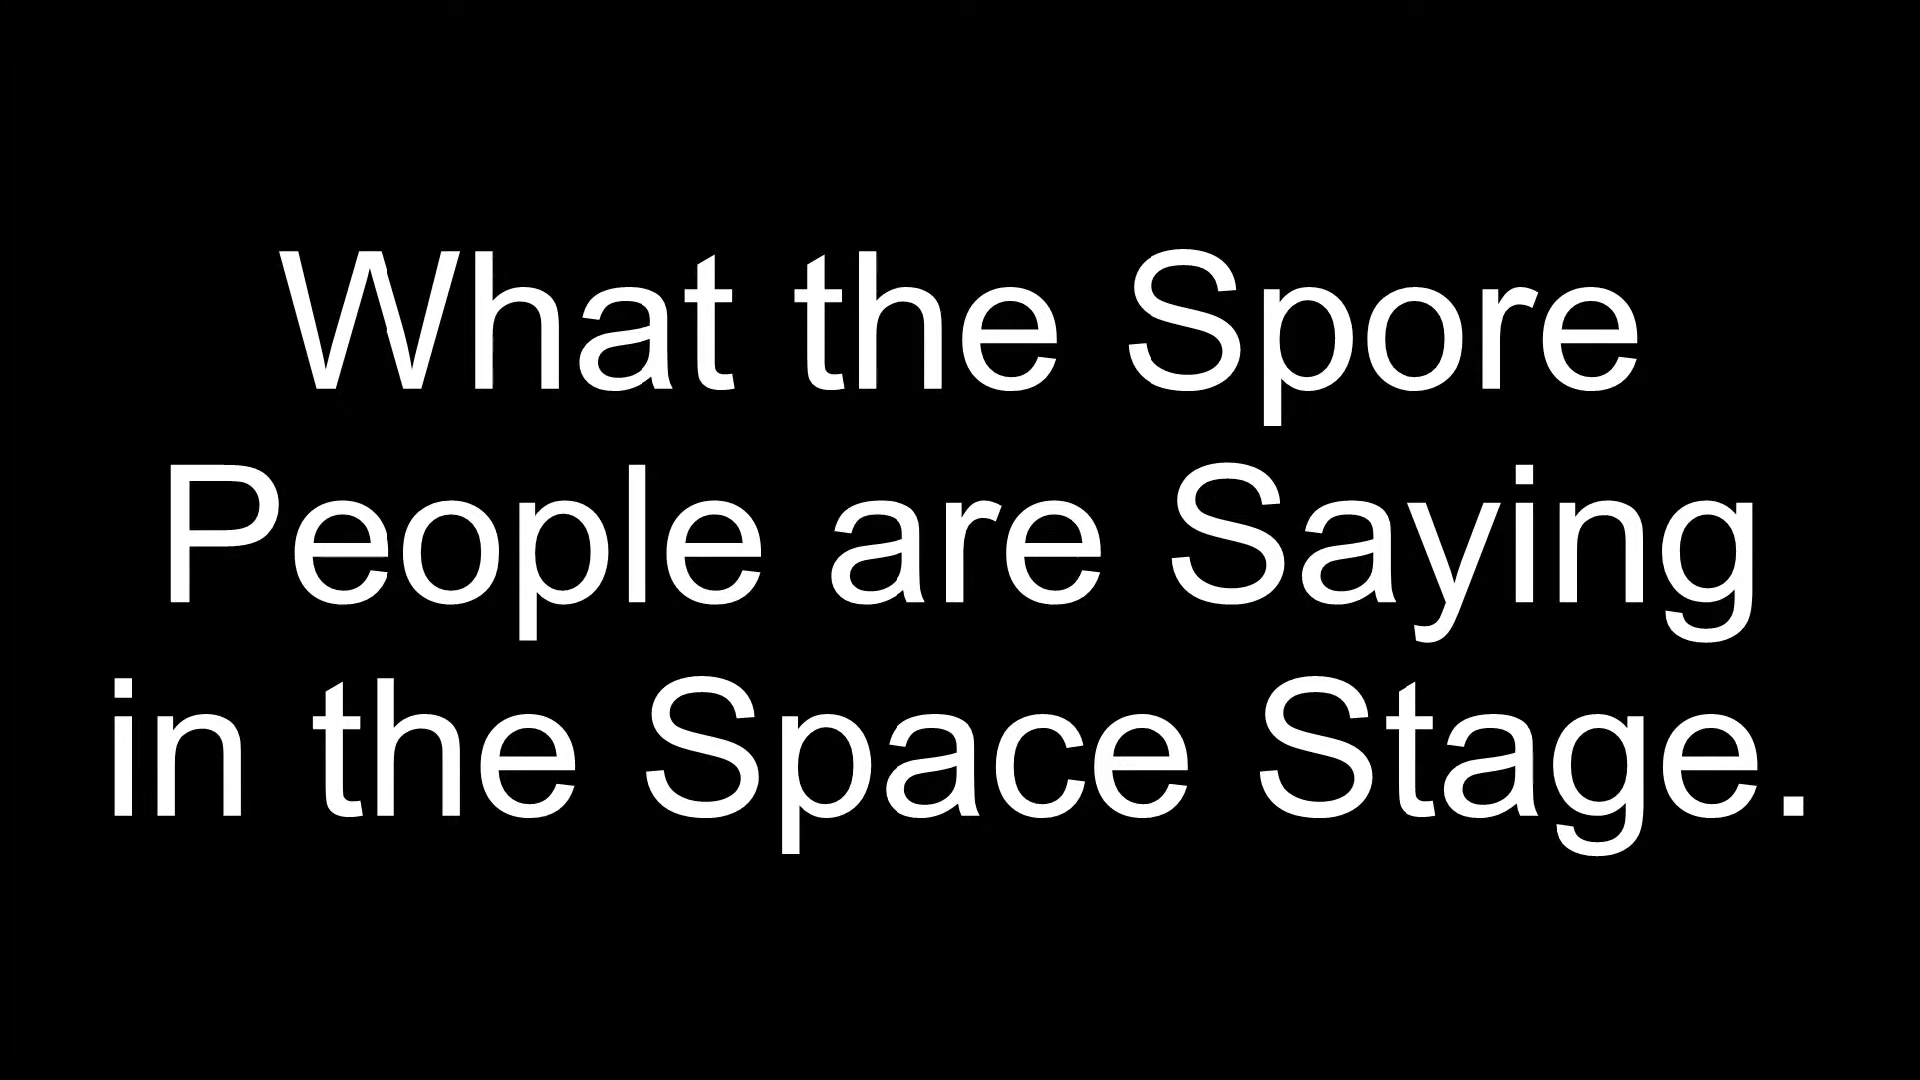 What the Spore
People are Saying
in the Space Stage.